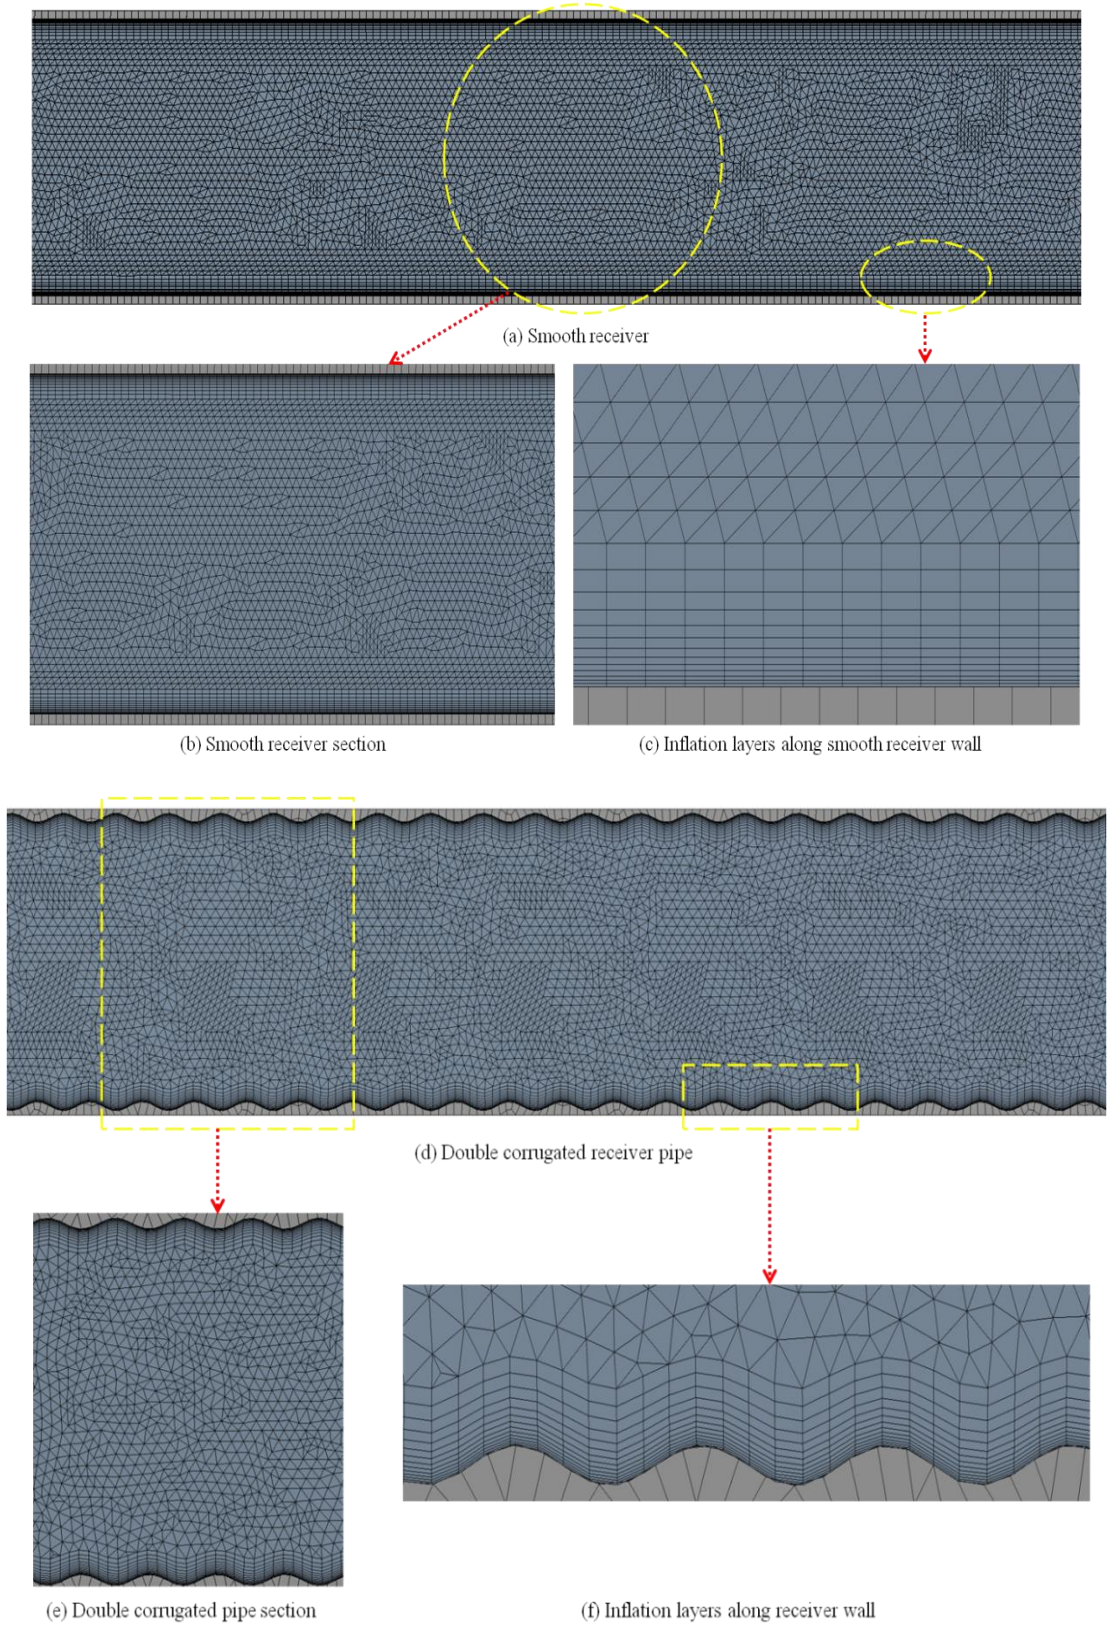 (a) Smooth receiver
(b) Smooth receiver section
(c) Inflation layers along smooth receiver wall
(d) Double corrugated receiver pipe
(e) Double corrugated pipe section
(f) Inflation layers along receiver wall